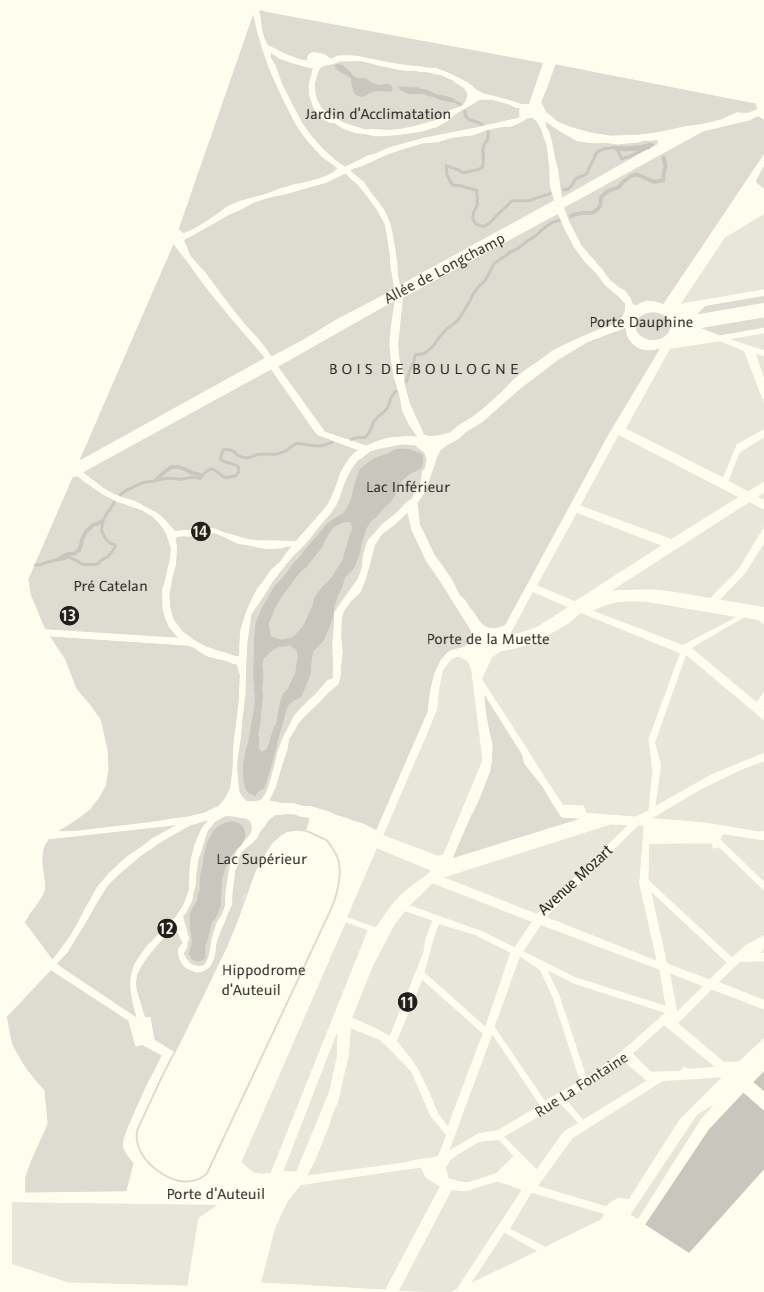 Jardin d'Acclimatation
Allée de Longchamp
Porte Dauphine
BOIS DE BOULOGNE
Lac Inférieur
14
Pré Catelan
13
Porte de la Muette
Lac Supérieur
Avenue Mozart
12
Hippodrome
d'Auteuil
11
Rue La Fontaine
Porte d'Auteuil